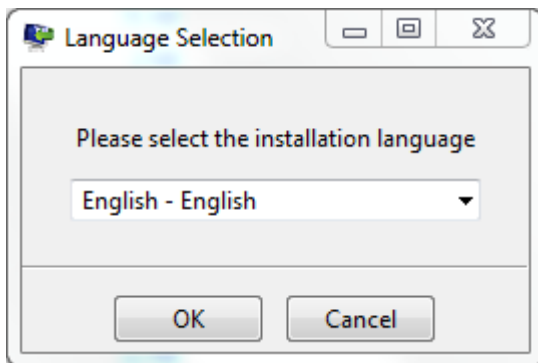 Language Selection
Please select the installation language
English - English
OK
Cancel